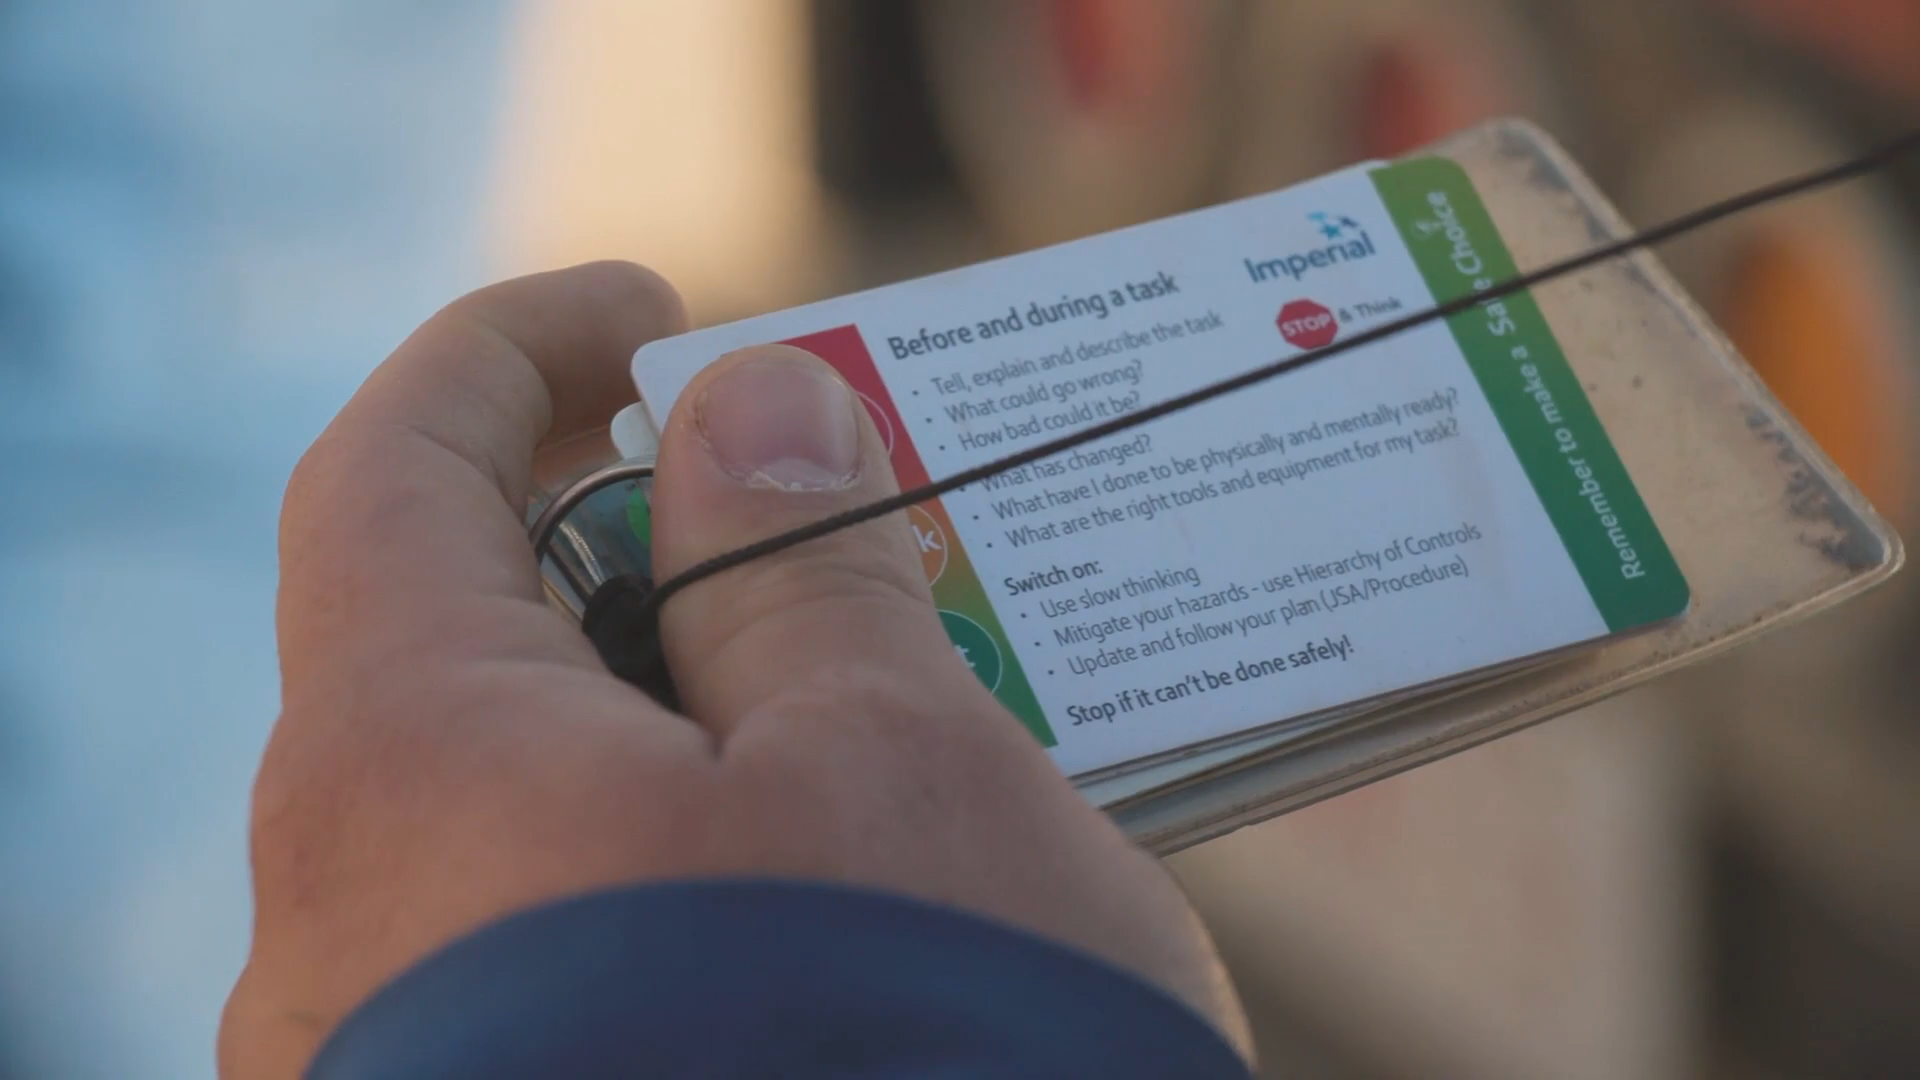 Imperial
STOP & Think
Before and during a task
• Tell, explain and describe the task
• What could go wrong?
• How bad could it be?
• What has changed?
• What have I done to be physically and mentally ready?
• What are the right tools and equipment for my task?
Switch on:
• Use slow thinking
• Mitigate your hazards - use Hierarchy of Controls
• Update and follow your plan (JSA/Procedure)
Stop if it can't be done safely!
Remember to make a Safe Choice
k
t